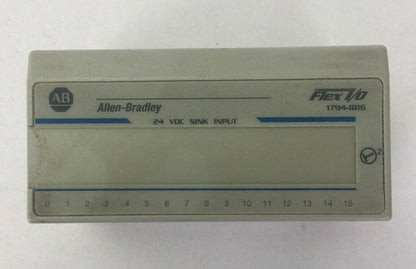 AB
Allen-Bradley
Flex I/O
1794-IB16
24 VDC SINK INPUT
2
0 1 2 3 4 5 6 7 8 9 10 11 12 13 14 15